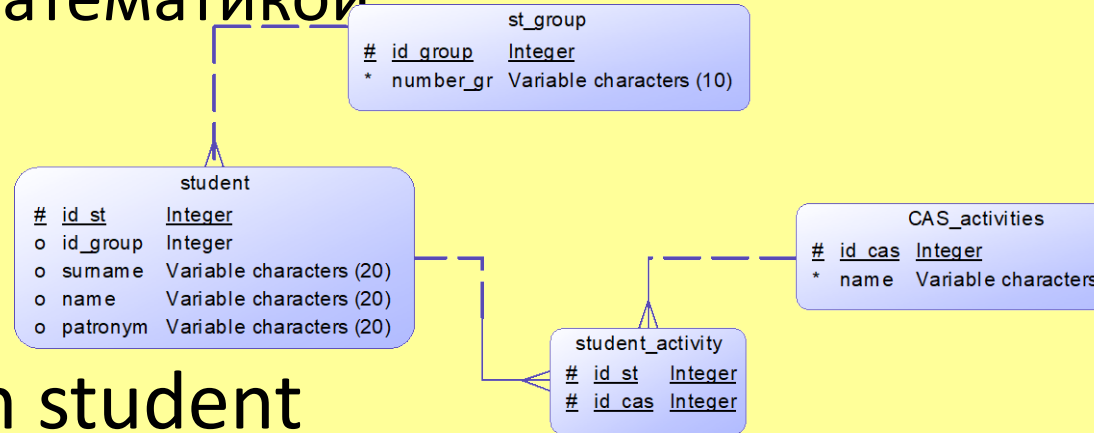 st_group
# id_group Integer
* number_gr Variable characters (10)
student
# id_st Integer
o id_group Integer
o surname Variable characters (20)
o name Variable characters (20)
o patronym Variable characters (20)
CAS_activities
# id_cas Integer
* name Variable characters
student_activity
# id_st Integer
# id_cas Integer
student